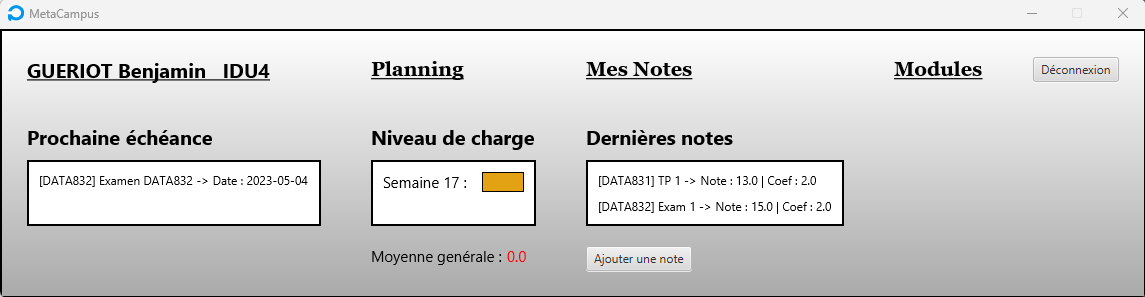 MetaCampus
GUERIOT Benjamin   IDU4
Planning
Mes Notes
Modules
Déconnexion
Prochaine échéance
Niveau de charge
Dernières notes
[DATA832] Examen DATA832 -> Date : 2023-05-04
Semaine 17 :
[DATA831] TP 1 -> Note : 13.0 | Coef : 2.0
[DATA832] Exam 1 -> Note : 15.0 | Coef : 2.0
Moyenne genérale : 0.0
Ajouter une note